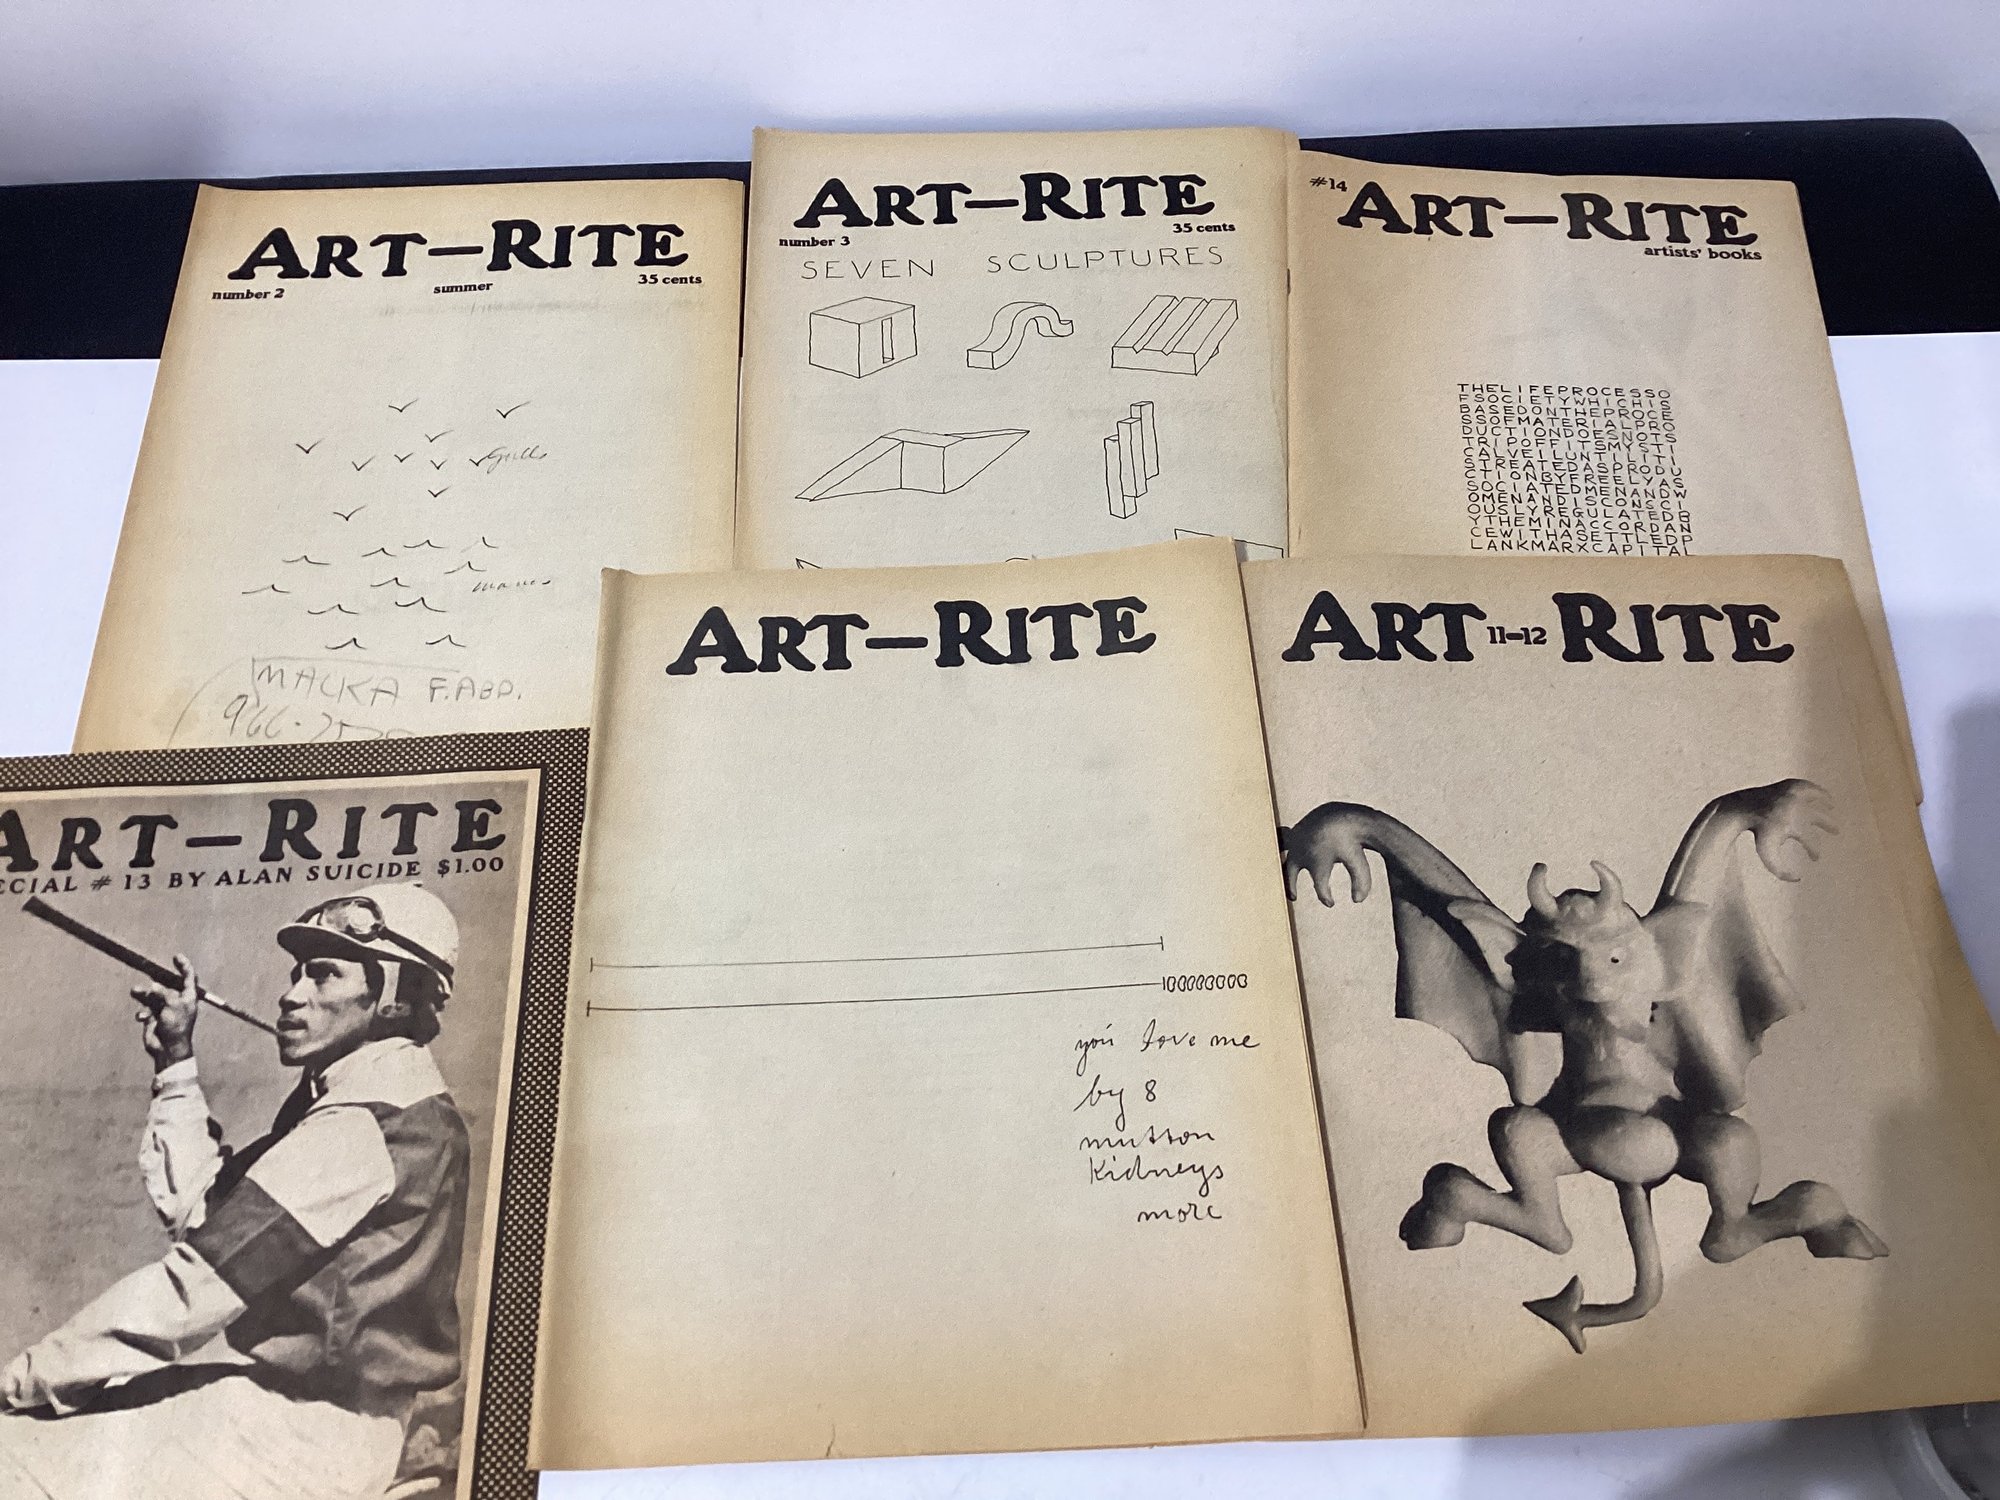 ART-RITE
number 2 summer 35 cents
Gulls
waves
MALKA F.
966-
ART-RITE
number 3 35 cents
SEVEN SCULPTURES
#14 ART-RITE
artists' books
THELIFEPROCESSO
FSOCIETYWHICHIS
BASEDONTHEPROCE
SSOFMATERIALPRO
DUCTIONDOESNOTS
TRIPOFFITSMYSTI
CALVEILUNTILITI
STREATEDASPRODU
CTIONBYFREELYAS
SOCIATEDMENANDW
OMENANDISCONSCI
OUSLYREGULATEDB
YTHEMINACCORDAN
CEWITHASETTLEDP
LANKMARXCAPITAL
ART-RITE
ECIAL # 13 BY ALAN SUICIDE $1.00
ART-RITE
you love me
by 8
mutton
kidneys
more
ART 11-12 RITE